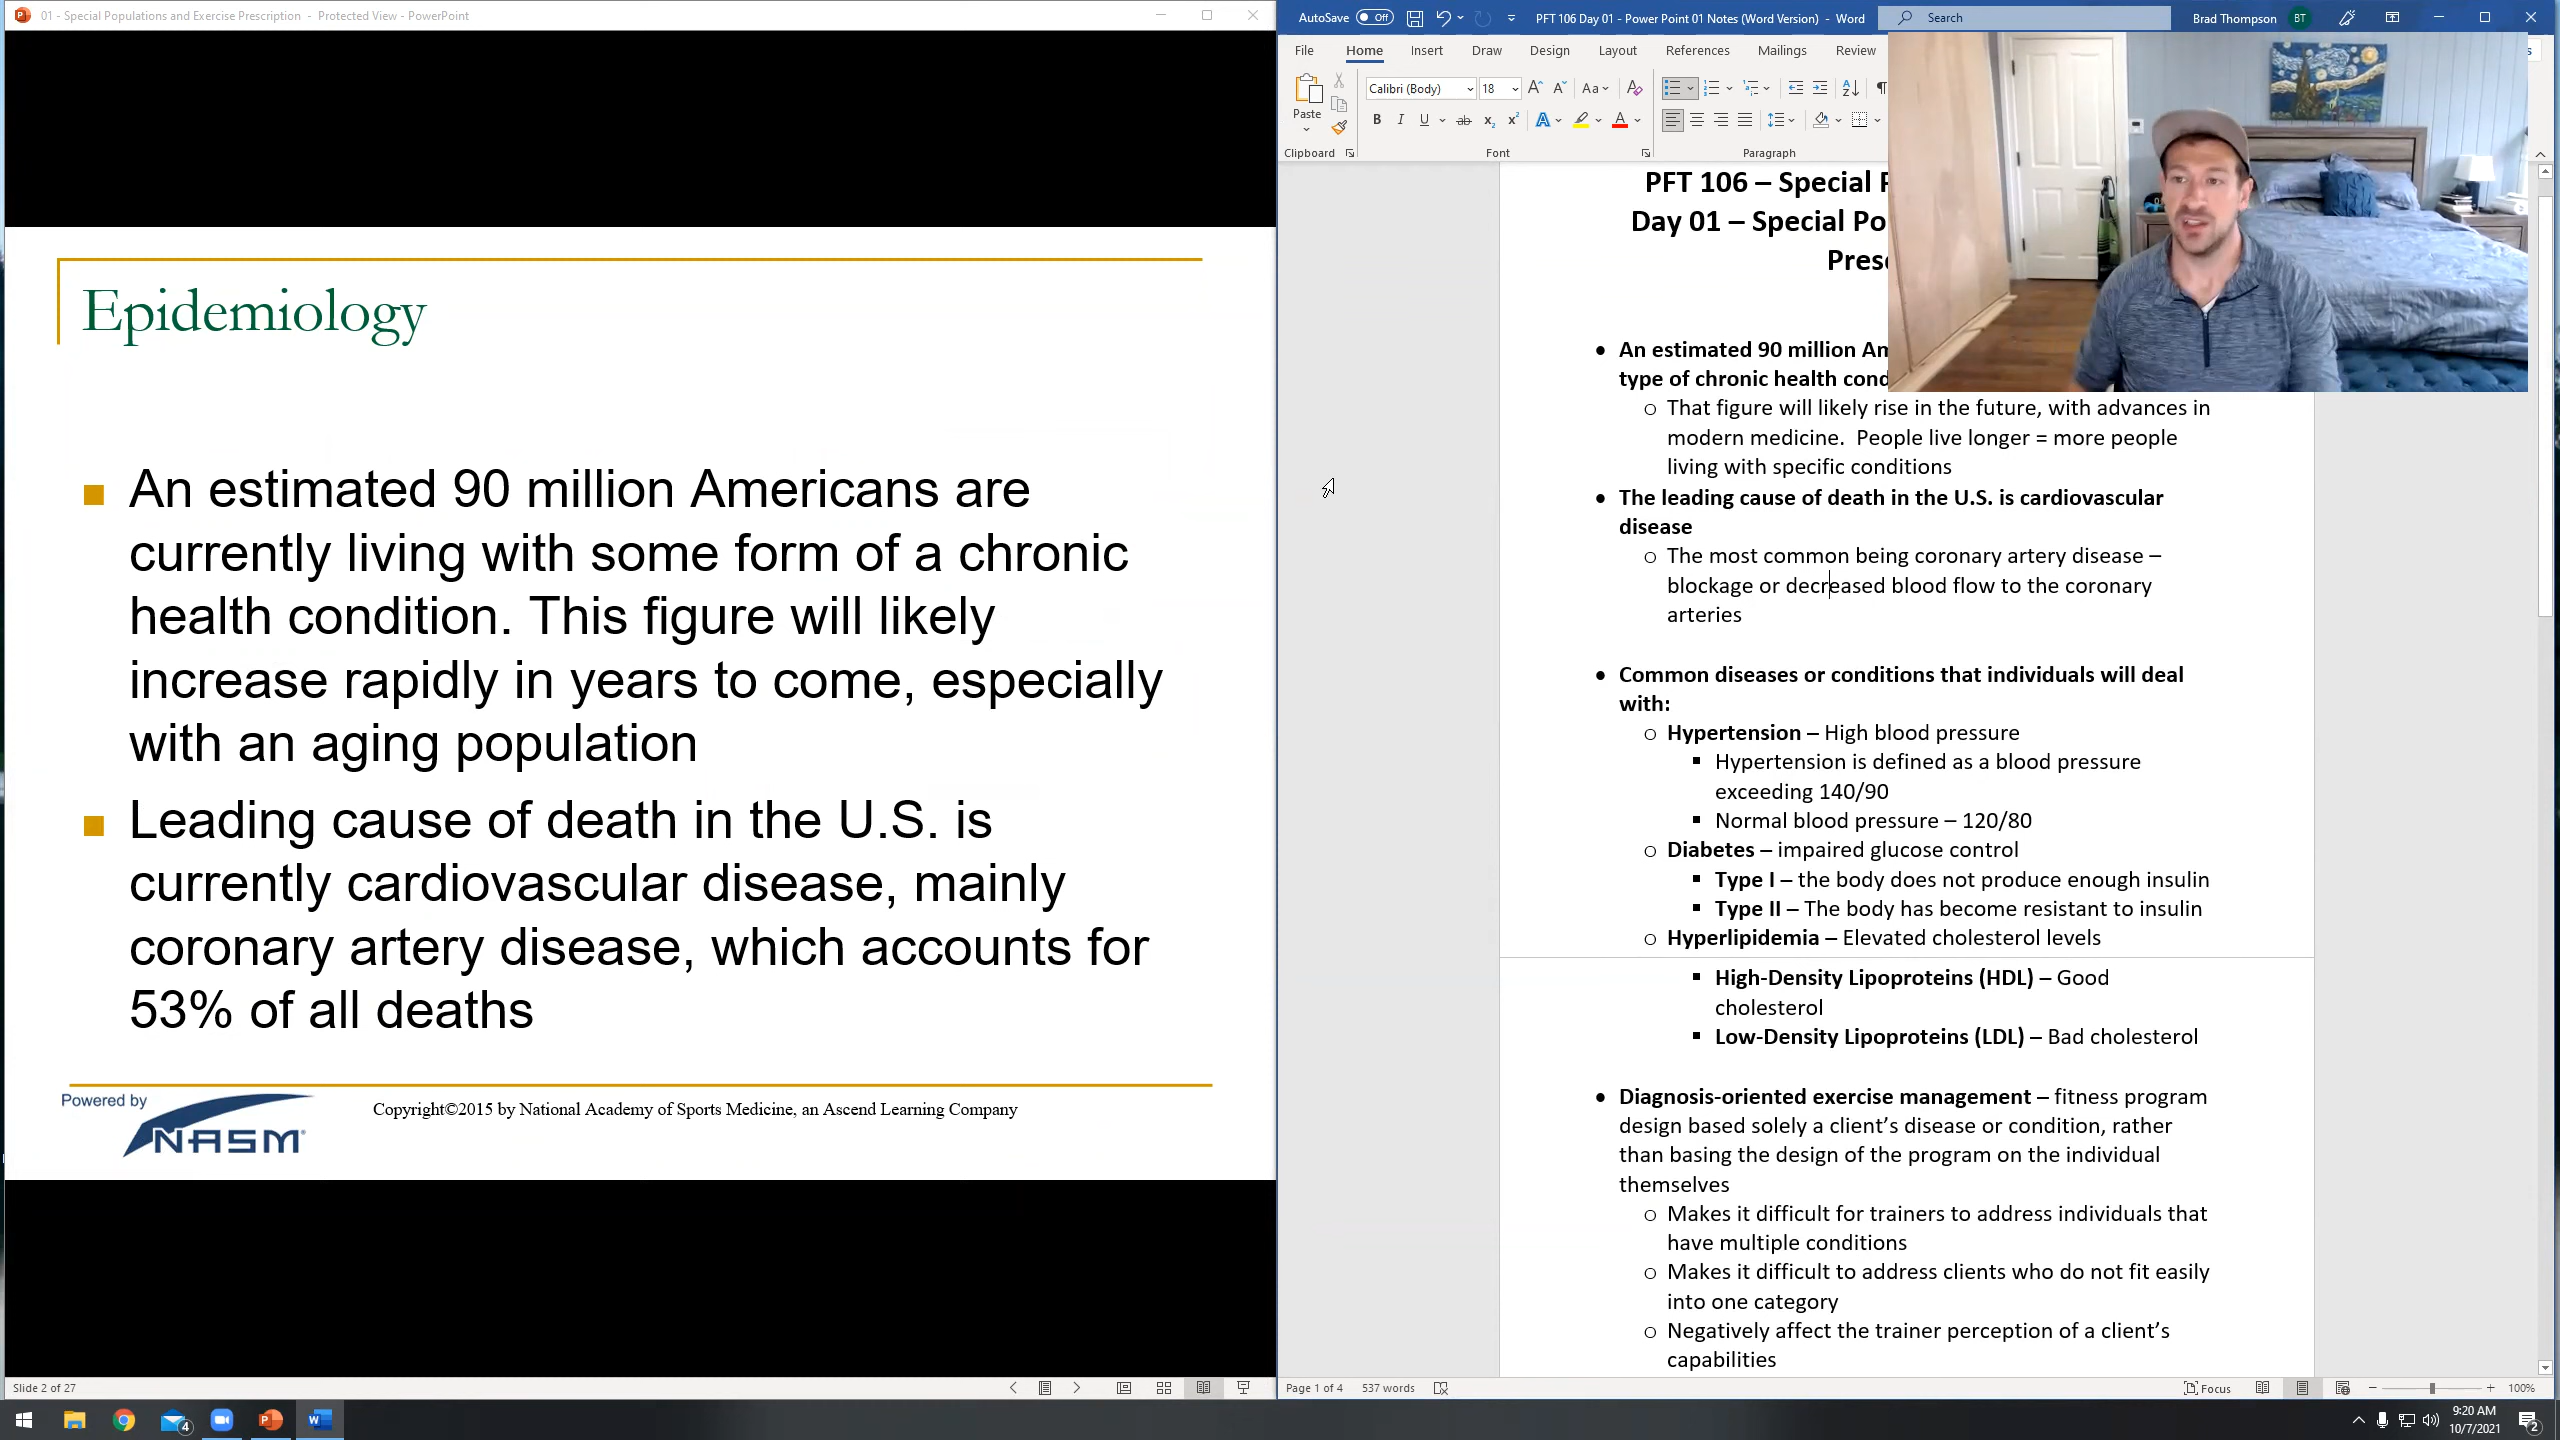 01 - Special Populations and Exercise Prescription - Protected View - PowerPoint
Epidemiology
An estimated 90 million Americans are
currently living with some form of a chronic
health condition. This figure will likely
increase rapidly in years to come, especially
with an aging population
Leading cause of death in the U.S. is
currently cardiovascular disease, mainly
coronary artery disease, which accounts for
53% of all deaths
Powered by
NASM
Copyright©2015 by National Academy of Sports Medicine, an Ascend Learning Company
Slide 2 of 27
AutoSave Off
PFT 106 Day 01 - Power Point 01 Notes (Word Version) - Word
Search
Brad Thompson BT
File Home Insert Draw Design Layout References Mailings Review
Paste
Calibri (Body) 18
Clipboard Font Paragraph
PFT 106 – Special
Day 01 – Special Po
Pres
• An estimated 90 million Am
type of chronic health cond
o That figure will likely rise in the future, with advances in
modern medicine. People live longer = more people
living with specific conditions
• The leading cause of death in the U.S. is cardiovascular
disease
o The most common being coronary artery disease –
blockage or decreased blood flow to the coronary
arteries
• Common diseases or conditions that individuals will deal
with:
o Hypertension – High blood pressure
▪ Hypertension is defined as a blood pressure
exceeding 140/90
▪ Normal blood pressure – 120/80
o Diabetes – impaired glucose control
▪ Type I – the body does not produce enough insulin
▪ Type II – The body has become resistant to insulin
o Hyperlipidemia – Elevated cholesterol levels
▪ High-Density Lipoproteins (HDL) – Good
cholesterol
▪ Low-Density Lipoproteins (LDL) – Bad cholesterol
• Diagnosis-oriented exercise management – fitness program
design based solely a client’s disease or condition, rather
than basing the design of the program on the individual
themselves
o Makes it difficult for trainers to address individuals that
have multiple conditions
o Makes it difficult to address clients who do not fit easily
into one category
o Negatively affect the trainer perception of a client’s
capabilities
Page 1 of 4 537 words
Focus
100%
4
9:20 AM
10/7/2021
2